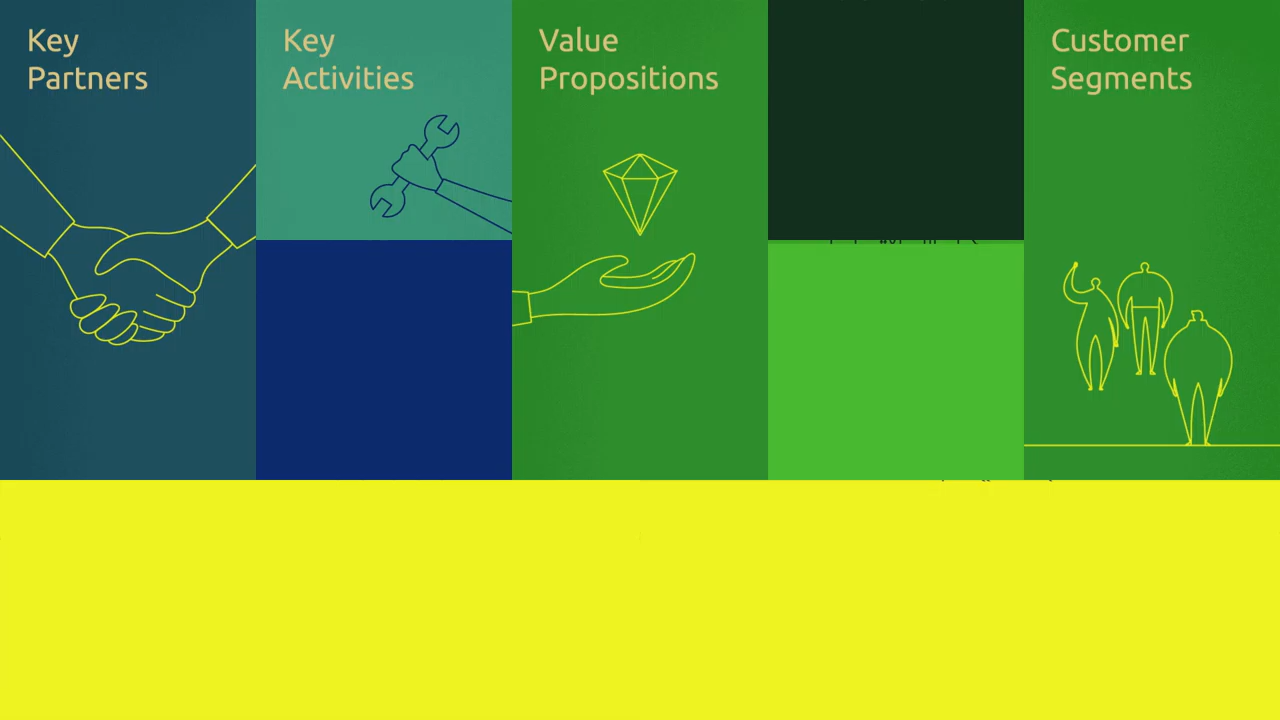 Key
Partners
Key
Activities
Value
Propositions
Customer
Segments